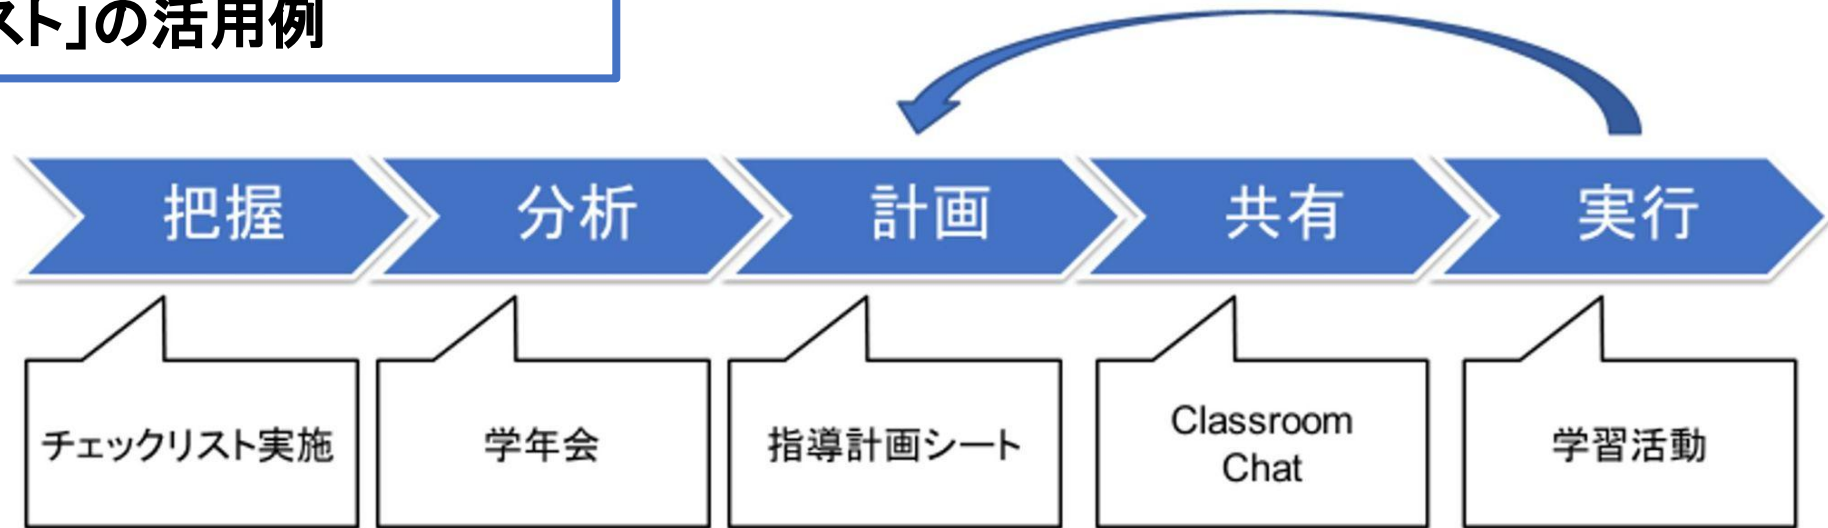 スト」の活用例
把握
分析
計画
共有
実行
チェックリスト実施
学年会
指導計画シート
Classroom
Chat
学習活動